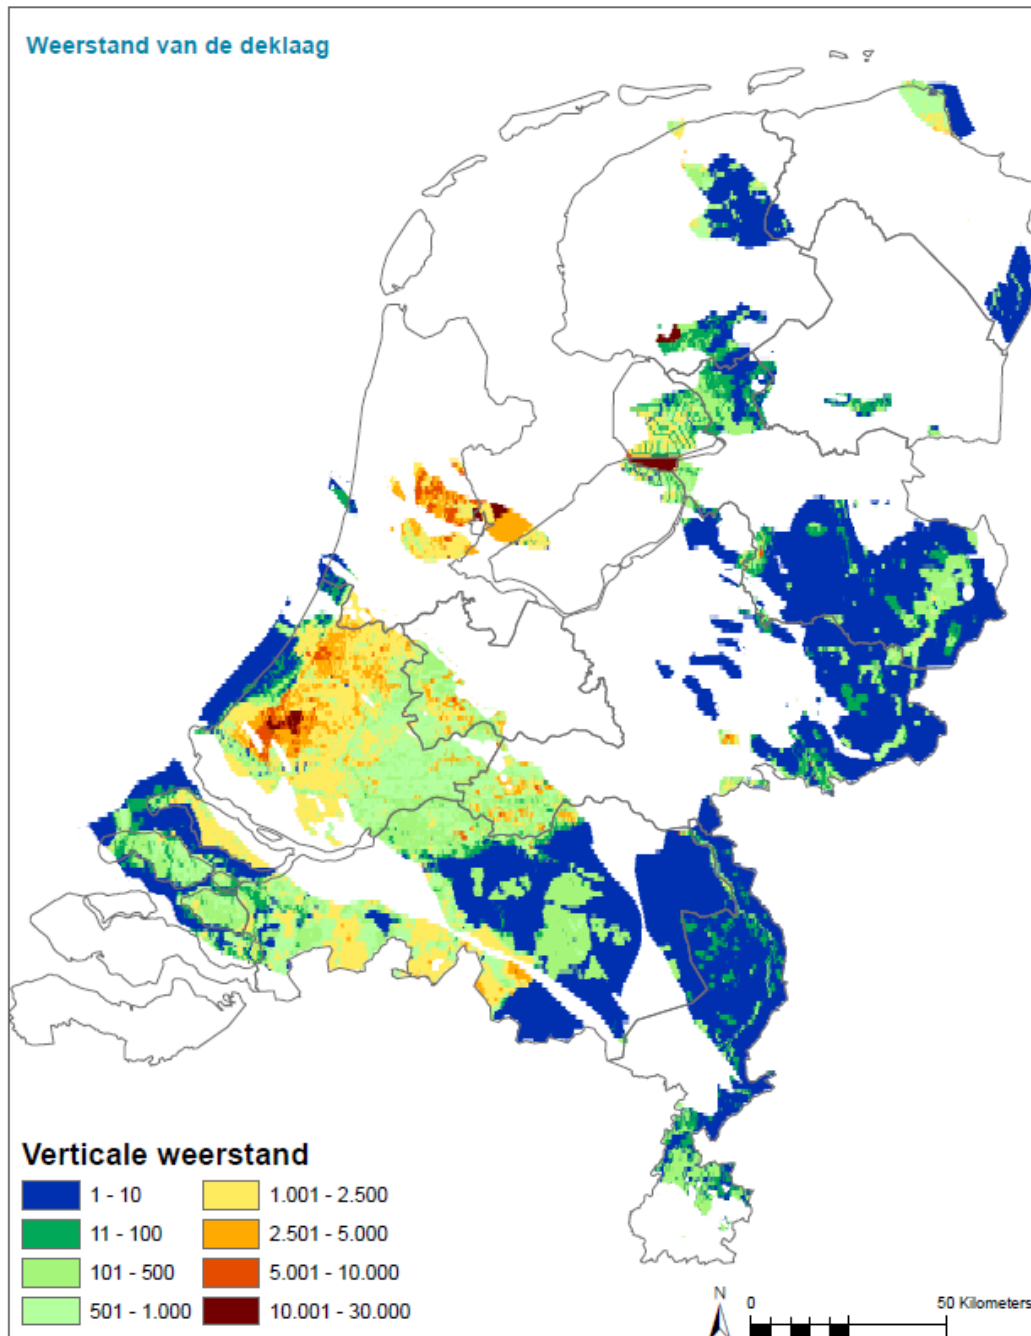 Weerstand van de deklaag
Verticale weerstand
1 - 10
11 - 100
101 - 500
501 - 1.000
1.001 - 2.500
2.501 - 5.000
5.001 - 10.000
10.001 - 30.000
N
0 50 Kilometers